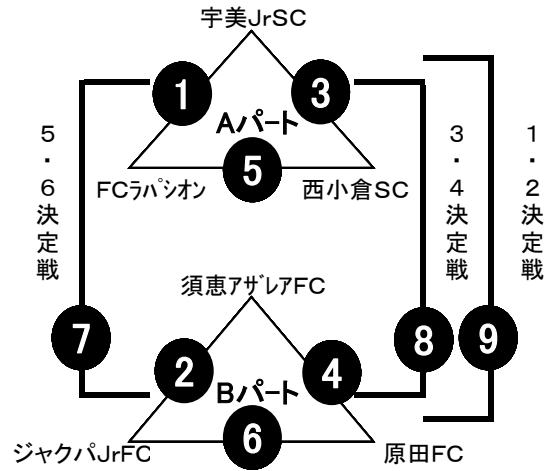 宇美JrSC
1
3
Aパート
5
FCラパシオン
西小倉SC
5・6決定戦
3・4決定戦
1・2決定戦
須恵アザレアFC
7
8
9
2
4
Bパート
6
ジャクパJrFC
原田FC